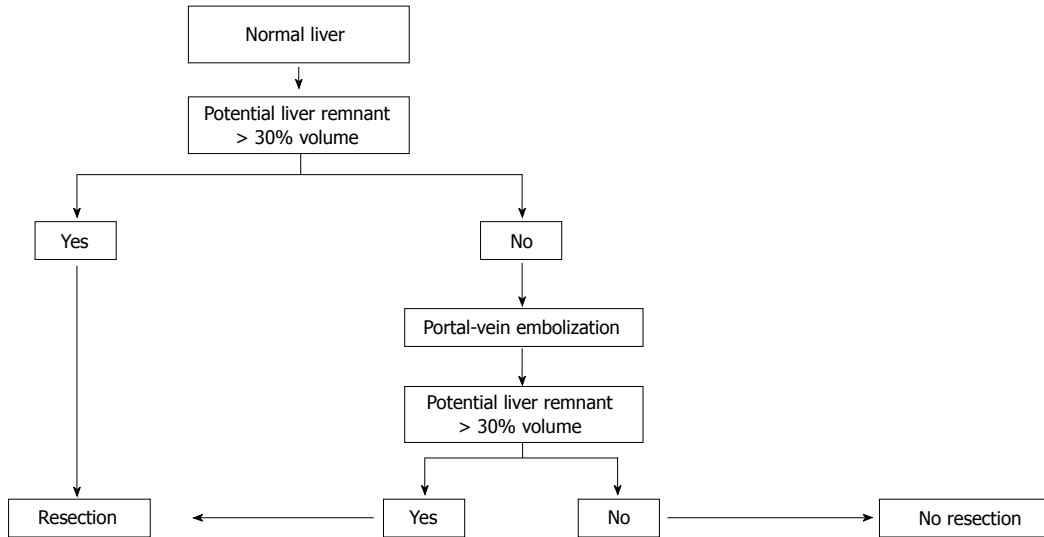 Normal liver
Potential liver remnant
> 30% volume
Yes
No
Portal-vein embolization
Potential liver remnant
> 30% volume
Resection
Yes
No
No resection